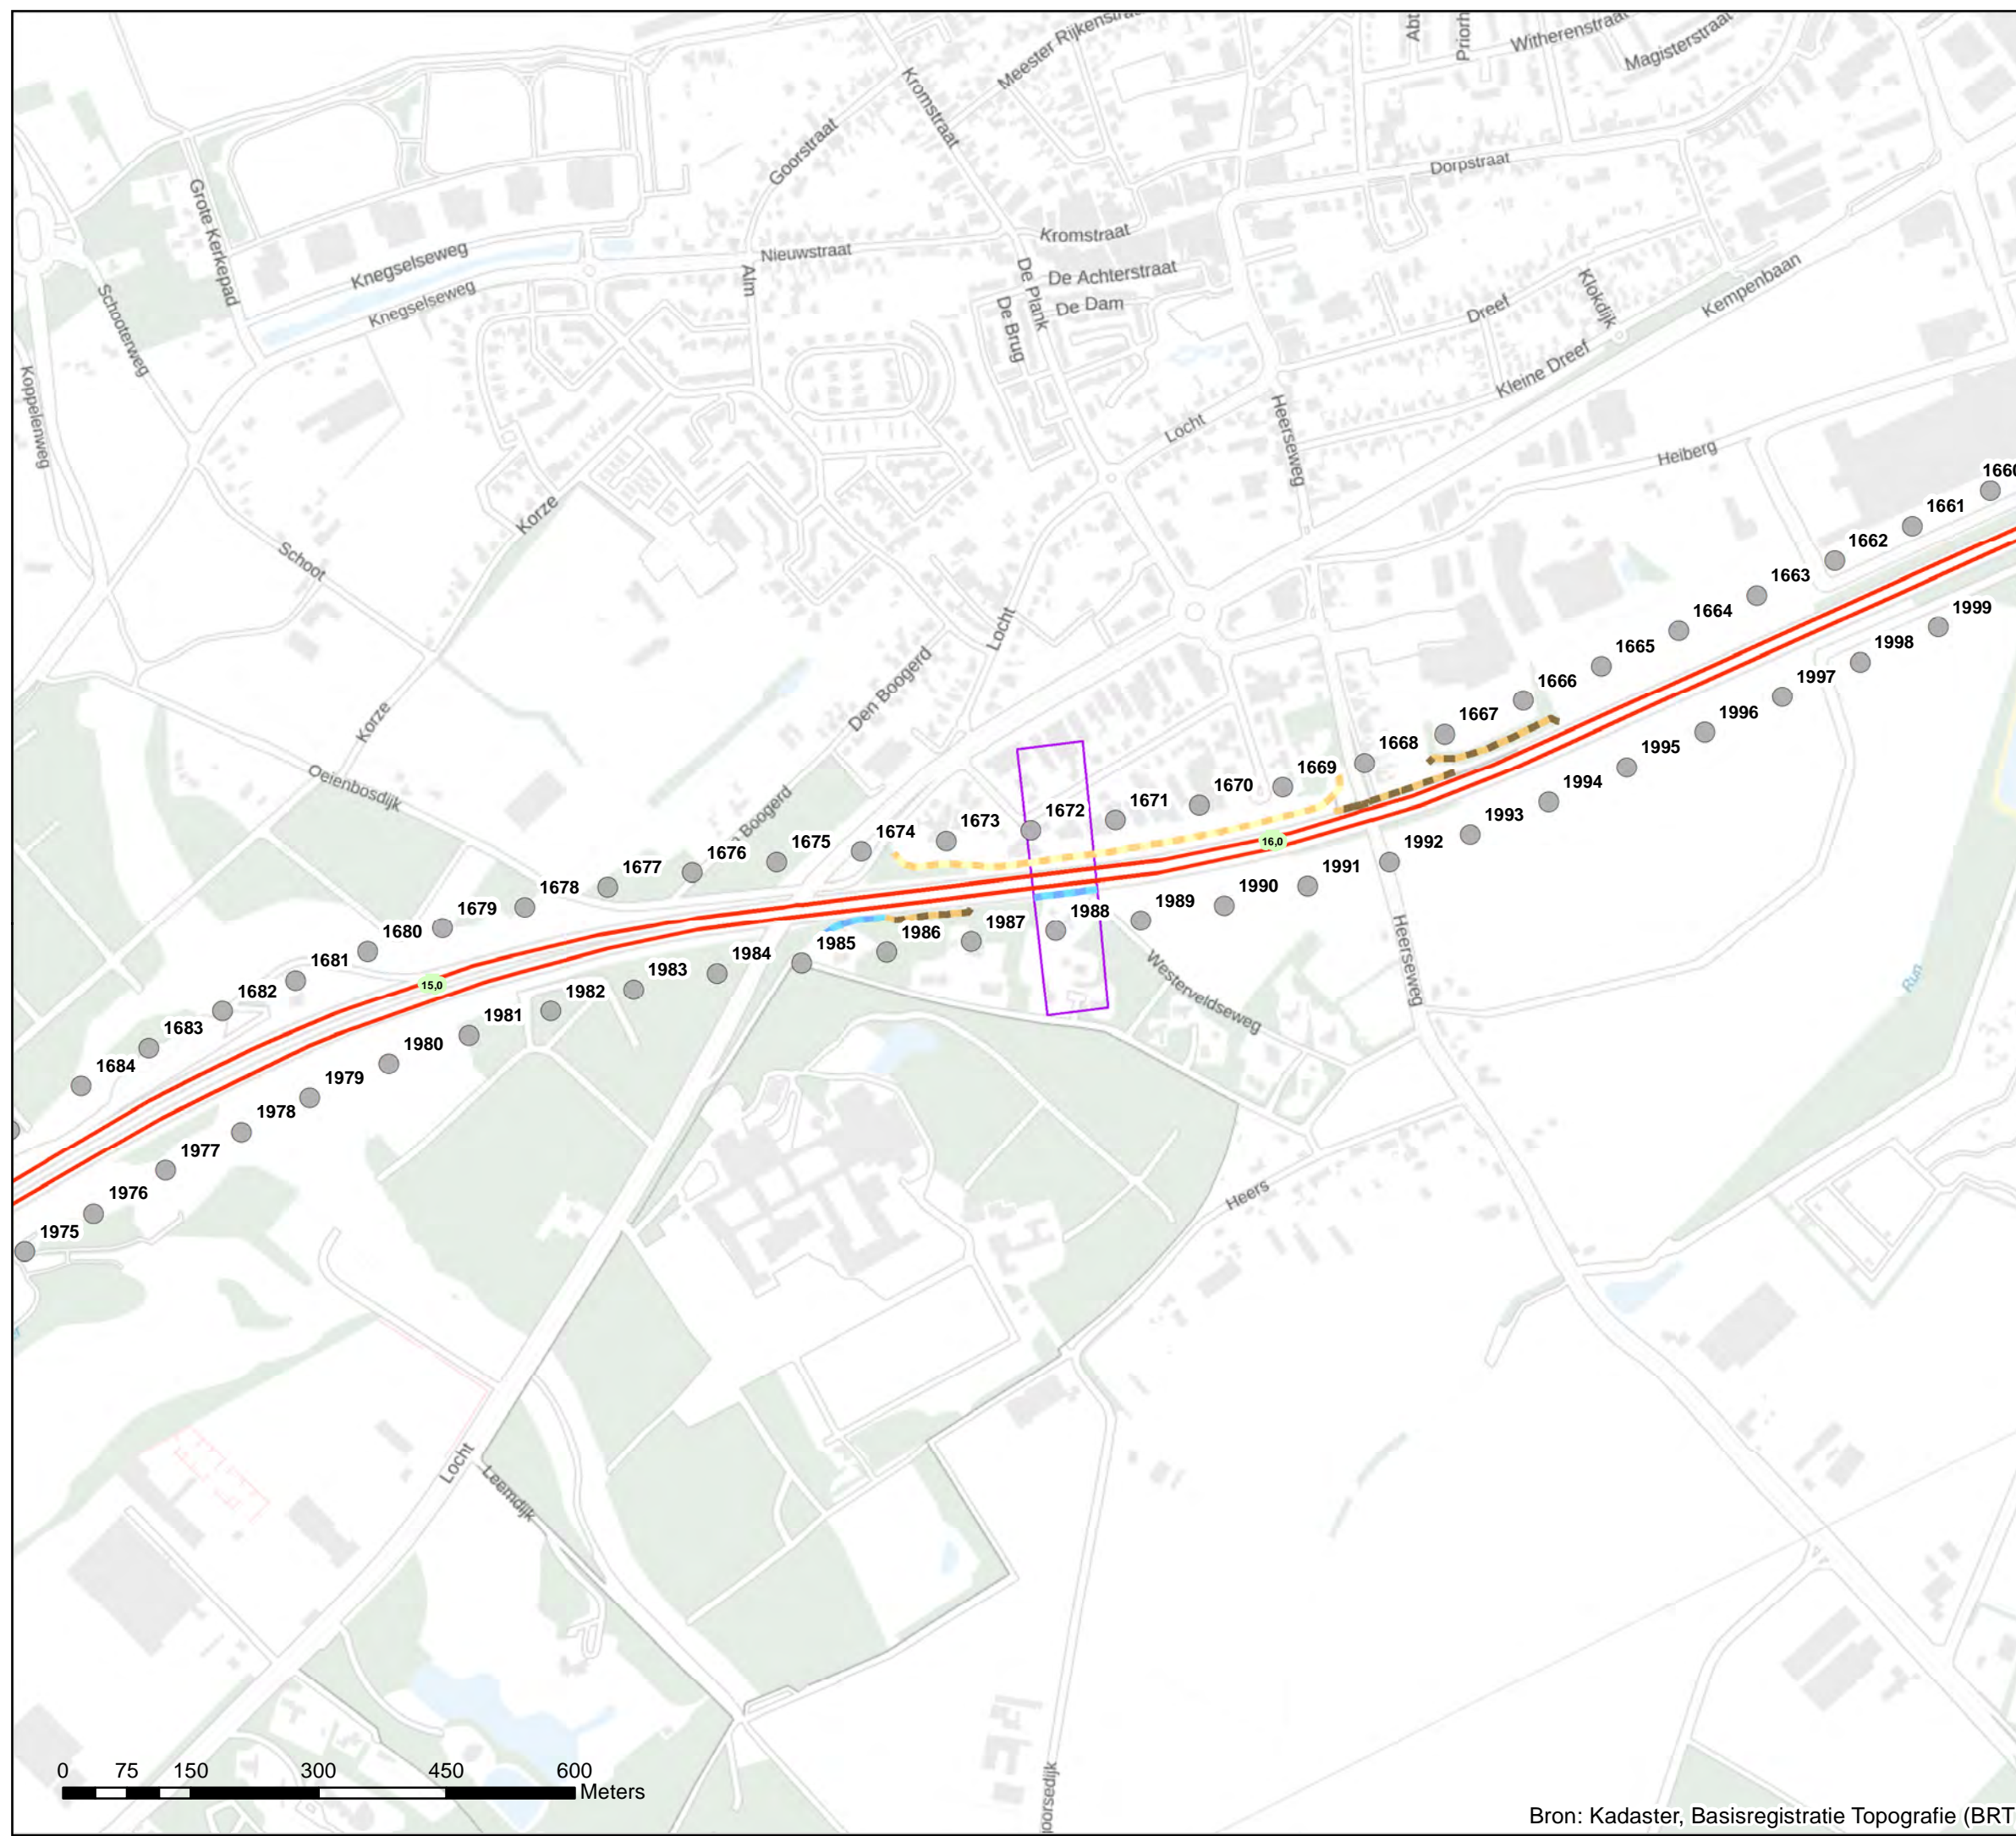 Meester Rijkenstraat
Abt
Priorh
Witherenstraat
Magisterstraat
Kromstraat
Goorstraat
Dorpstraat
Grote Kerkepad
Knegselseweg
Knegselseweg
Nieuwstraat
Alm
Kromstraat
De Achterstraat
De Dam
De Plank
De Brug
Schooterweg
Koppelenweg
Klokdijk
Dreef
Kempenbaan
Kleine Dreef
Locht
Heerseweg
Heiberg
Korze
Schoot
Locht
Den Boogerd
Korze
Oeienbosdijk
Boogerd
1660
1661
1662
1663
1664
1665
1666
1667
1668
1669
1670
1671
1672
1673
1674
1675
1676
1677
1678
1679
1680
1681
1682
1683
1684
1999
1998
1997
1996
1995
1994
1993
1992
1991
1990
1989
1988
1987
1986
1985
1984
1983
1982
1981
1980
1979
1978
1977
1976
1975
16,0
15,0
Westerveldseweg
Heerseweg
Run
Heers
Locht
Leemdijk
oorsedijk
0 75 150 300 450 600
Meters
Bron: Kadaster, Basisregistratie Topografie (BRT